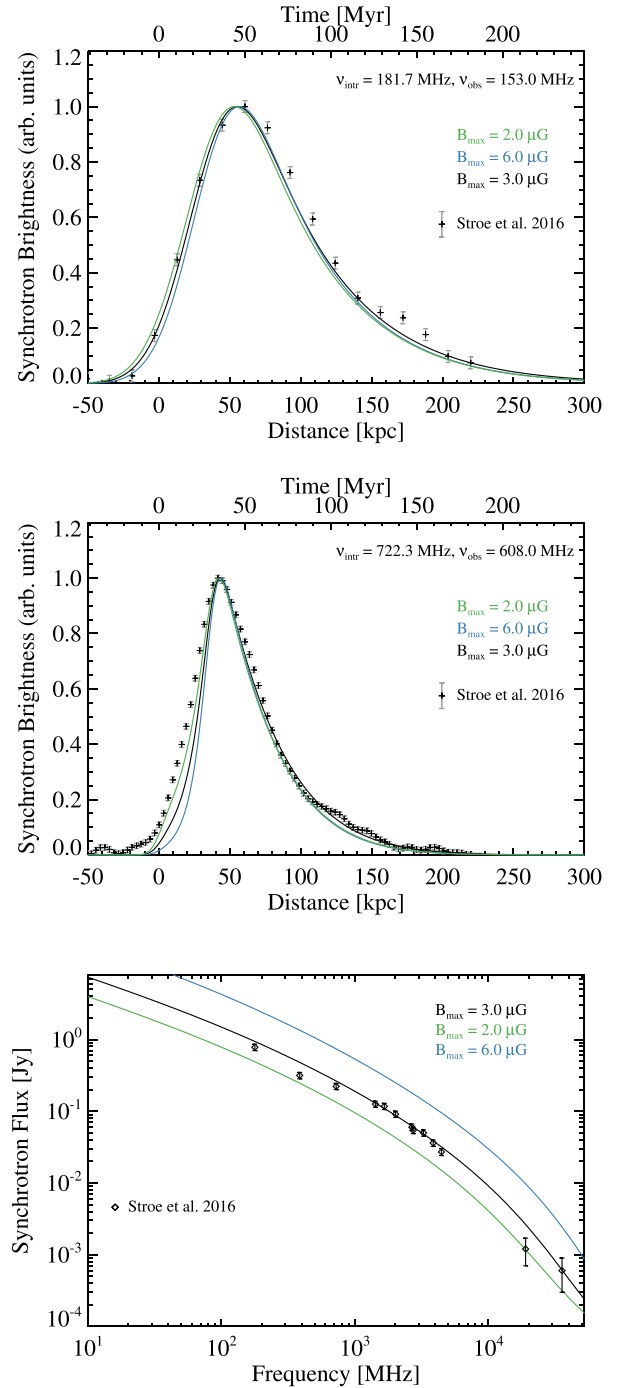 Time [Myr]
0 50 100 150 200
1.2
1.0
0.8
0.6
0.4
0.2
0.0
Synchrotron Brightness (arb. units)
ν_intr = 181.7 MHz, ν_obs = 153.0 MHz
B_max = 2.0 μG
B_max = 6.0 μG
B_max = 3.0 μG
Stroe et al. 2016
-50 0 50 100 150 200 250 300
Distance [kpc]
Time [Myr]
0 50 100 150 200
1.2
1.0
0.8
0.6
0.4
0.2
0.0
Synchrotron Brightness (arb. units)
ν_intr = 722.3 MHz, ν_obs = 608.0 MHz
B_max = 2.0 μG
B_max = 6.0 μG
B_max = 3.0 μG
Stroe et al. 2016
-50 0 50 100 150 200 250 300
Distance [kpc]
10^0
10^-1
10^-2
10^-3
10^-4
Synchrotron Flux [Jy]
B_max = 3.0 μG
B_max = 2.0 μG
B_max = 6.0 μG
Stroe et al. 2016
10^1 10^2 10^3 10^4
Frequency [MHz]